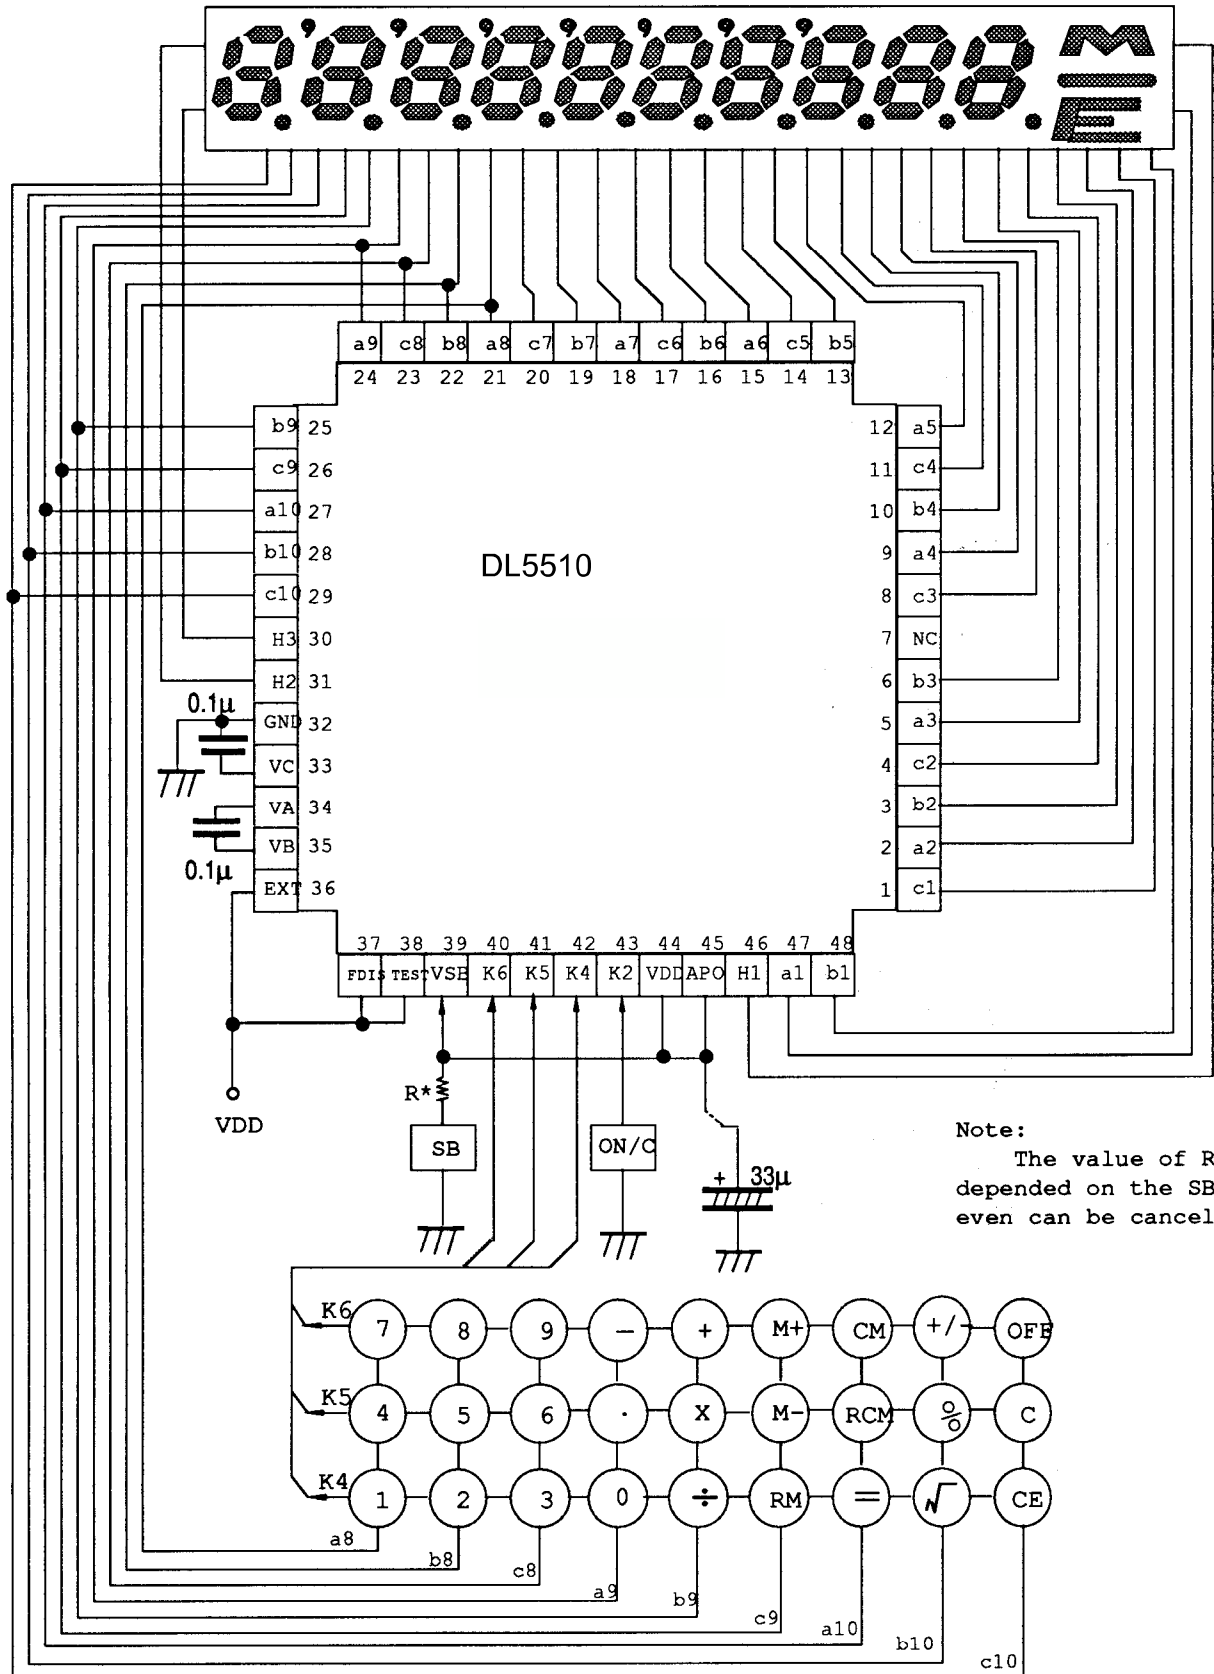 M
E
a9 c8 b8 a8 c7 b7 a7 c6 b6 a6 c5 b5
24 23 22 21 20 19 18 17 16 15 14 13
b9 25
c9 26
a10 27
b10 28
c10 29
H3 30
H2 31
GND 32
VC 33
VA 34
VB 35
EXT 36
0.1μ
0.1μ
DL5510
12 a5
11 c4
10 b4
9 a4
8 c3
7 NC
6 b3
5 a3
4 c2
3 b2
2 a2
1 c1
37 38 39 40 41 42 43 44 45 46 47 48
FDIS TEST VSB K6 K5 K4 K2 VDD APO H1 a1 b1
VDD
R*
SB
ON/C
+ 33μ
Note:
The value of R
depended on the SB
even can be cancel
K6 7 8 9 − + M+ CM +/- OFF
K5 4 5 6 · X M- RCM % C
K4 1 2 3 0 ÷ RM = √ CE
a8 b8 c8 a9 b9 c9 a10 b10 c10